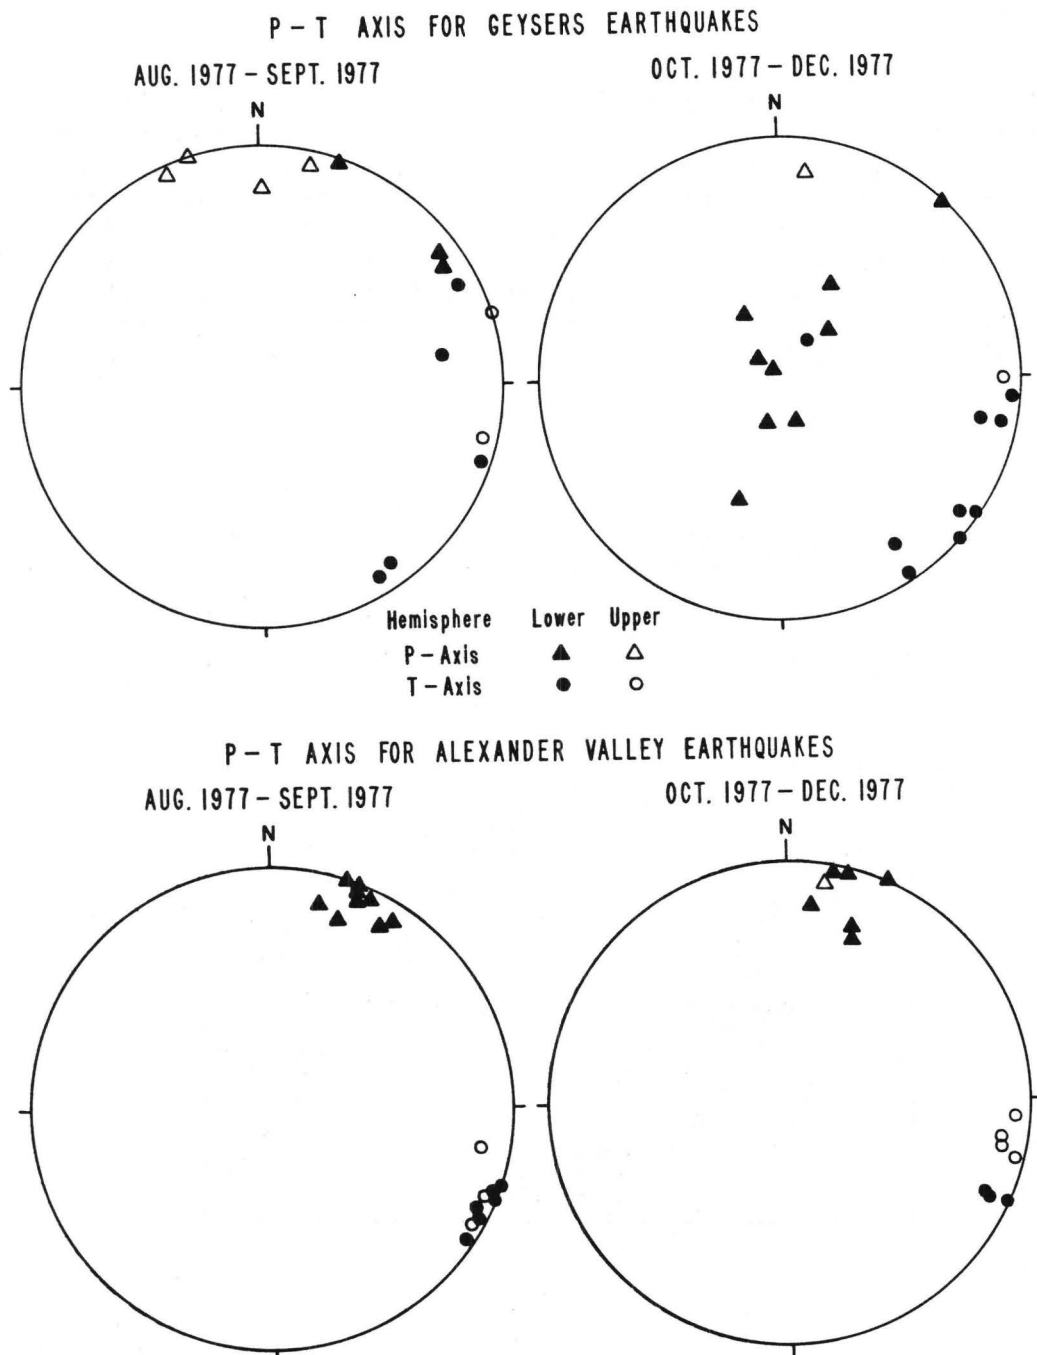 P – T AXIS FOR GEYSERS EARTHQUAKES
AUG. 1977 – SEPT. 1977
OCT. 1977 – DEC. 1977
N
N
Hemisphere Lower Upper
P – Axis
T – Axis
P – T AXIS FOR ALEXANDER VALLEY EARTHQUAKES
AUG. 1977 – SEPT. 1977
OCT. 1977 – DEC. 1977
N
N